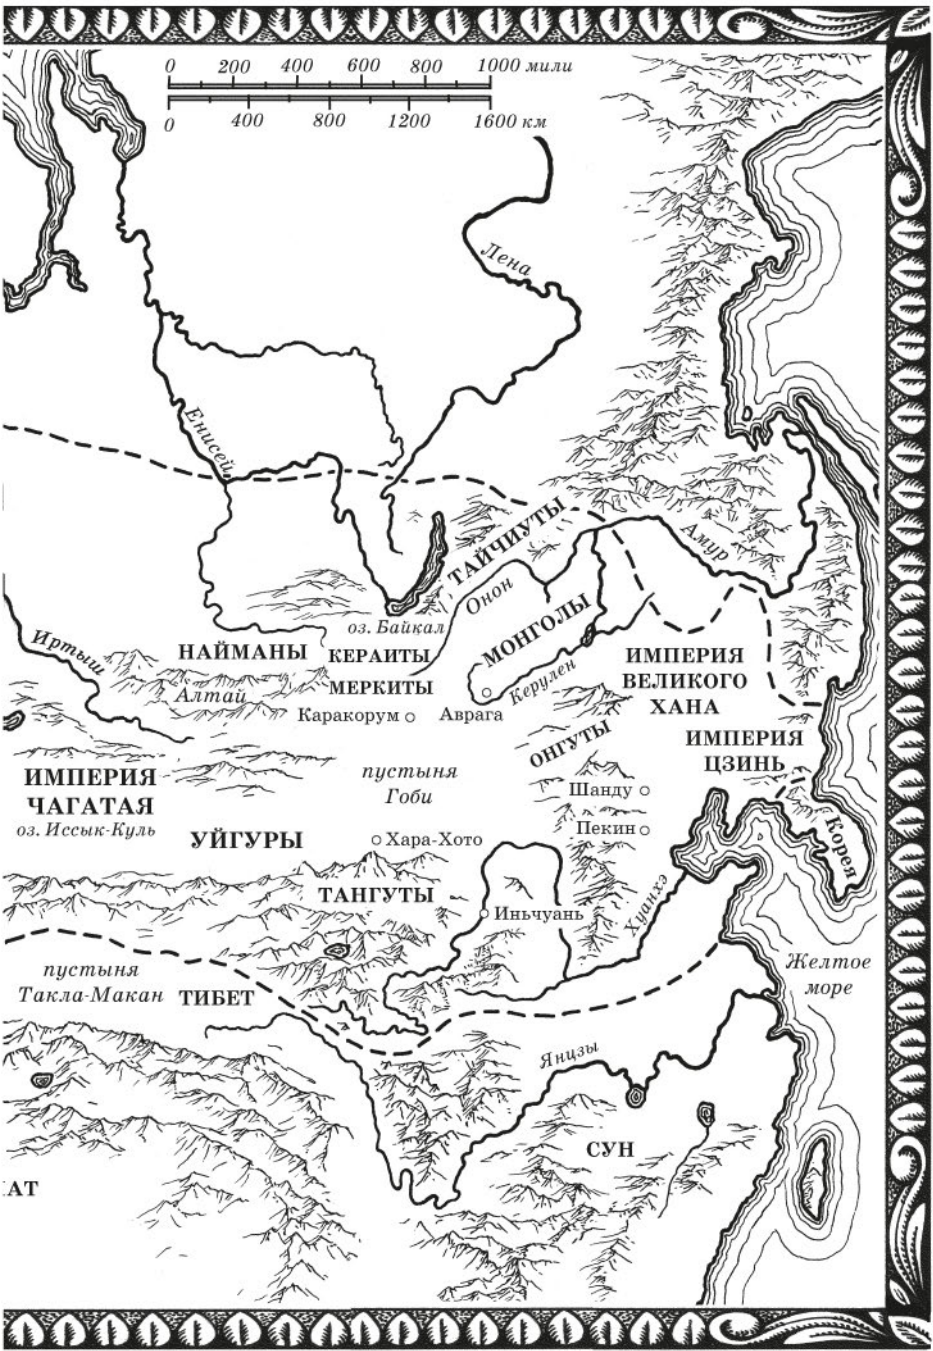 0 200 400 600 800 1000 мили
0 400 800 1200 1600 км
Лена
Енисей
ТАЙЧИУТЫ
Амур
Онон
Иртыш
оз. Байкал
МОНГОЛЫ
НАЙМАНЫ
КЕРАИТЫ
Керулен
ИМПЕРИЯ
ВЕЛИКОГО
ХАНА
Алтай
МЕРКИТЫ
Каракорум
Аврага
ОНГУТЫ
ИМПЕРИЯ
ЦЗИНЬ
ИМПЕРИЯ
ЧАГАТАЯ
оз. Иссык-Куль
пустыня
Гоби
Шанду
Пекин
УЙГУРЫ
Хара-Хото
Корея
ТАНГУТЫ
Иньчуань
Хуанхэ
пустыня
Такла-Макан
ТИБЕТ
Желтое
море
Янцзы
СУН
АТ